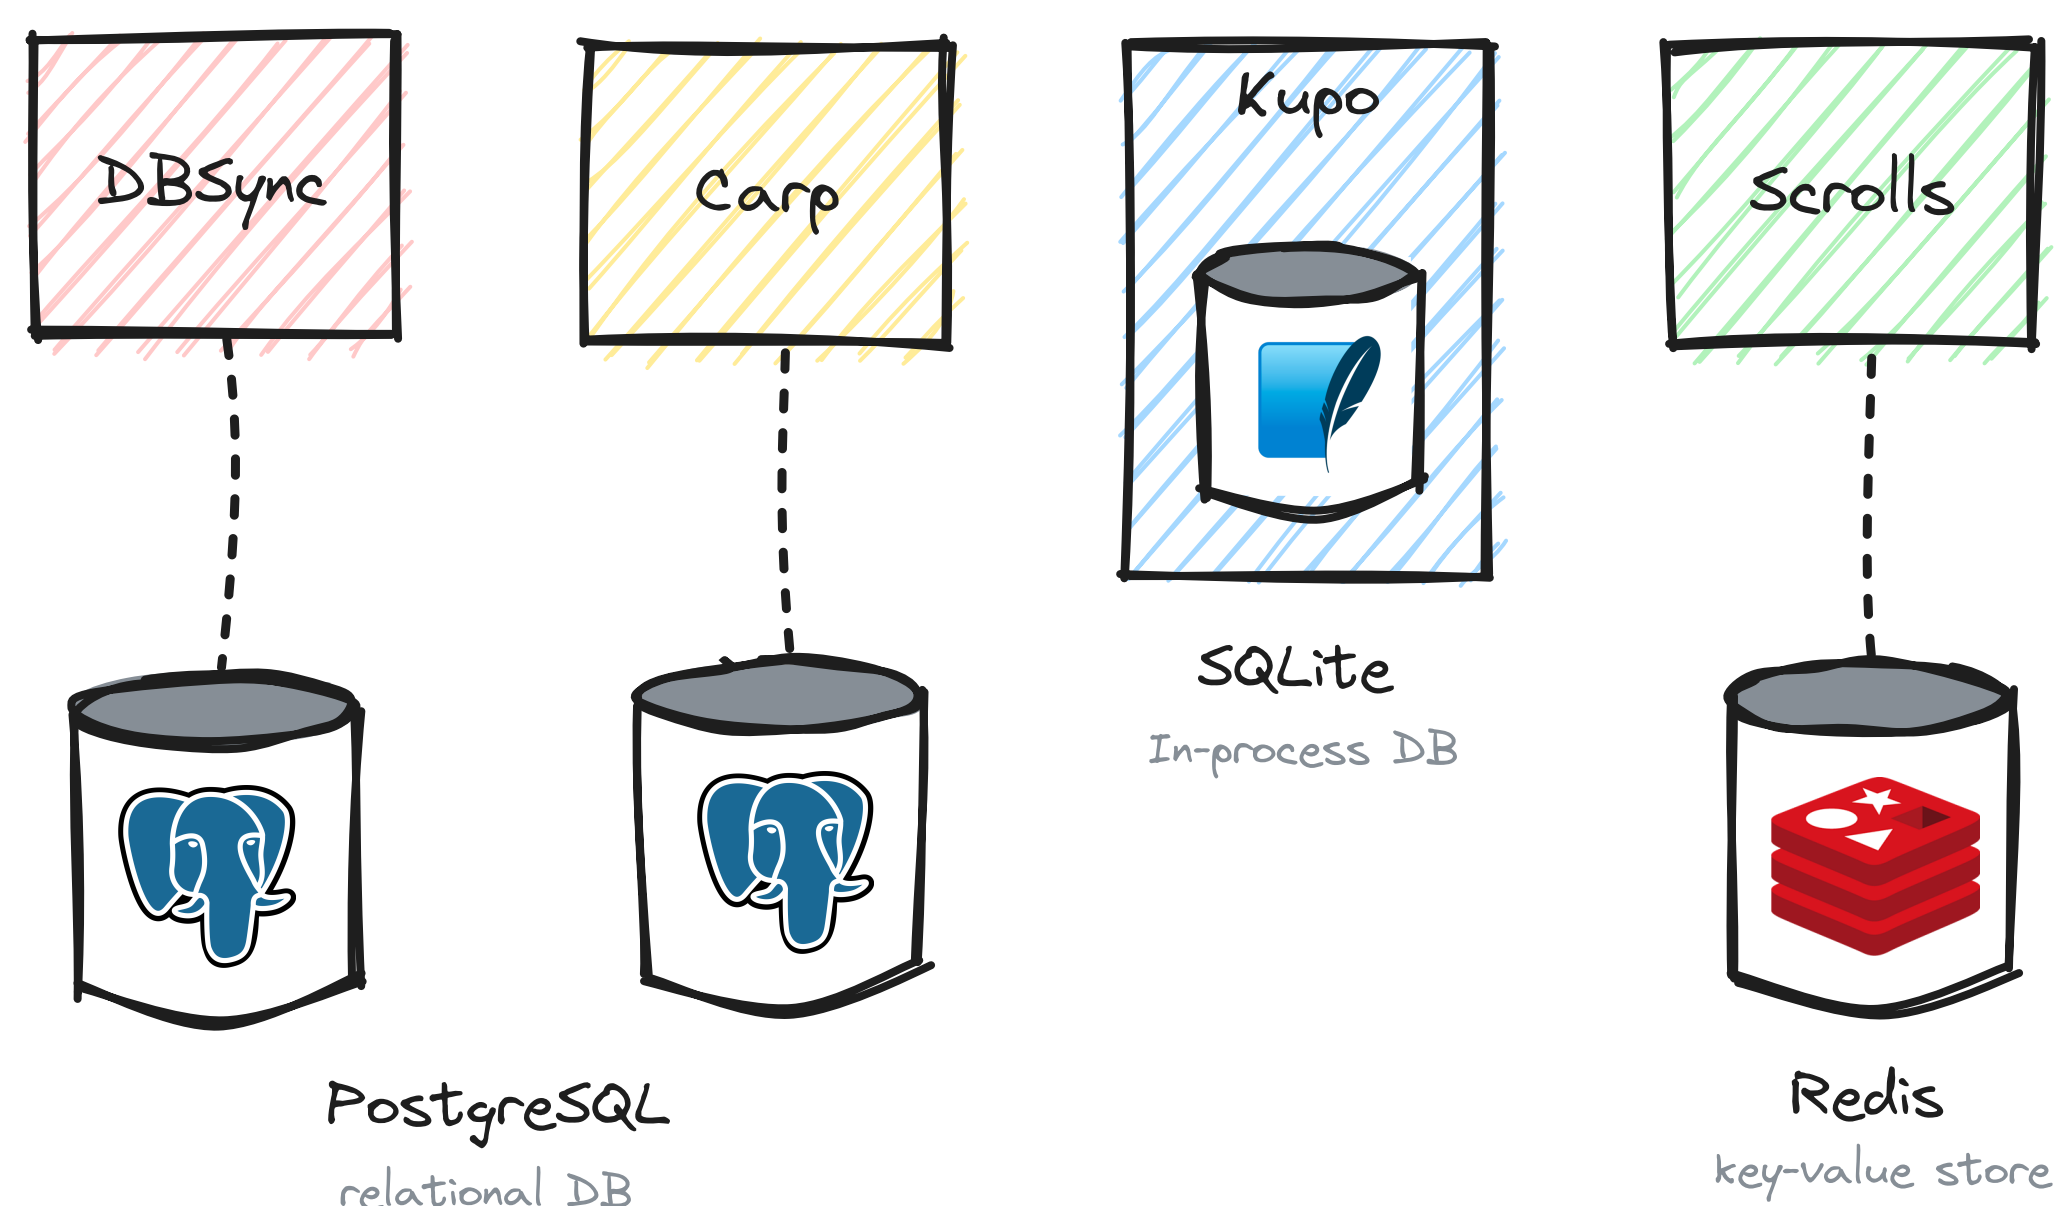 DBSync
Carp
Kupo
Scrolls
SQLite
In-process DB
PostgreSQL
relational DB
Redis
key-value store